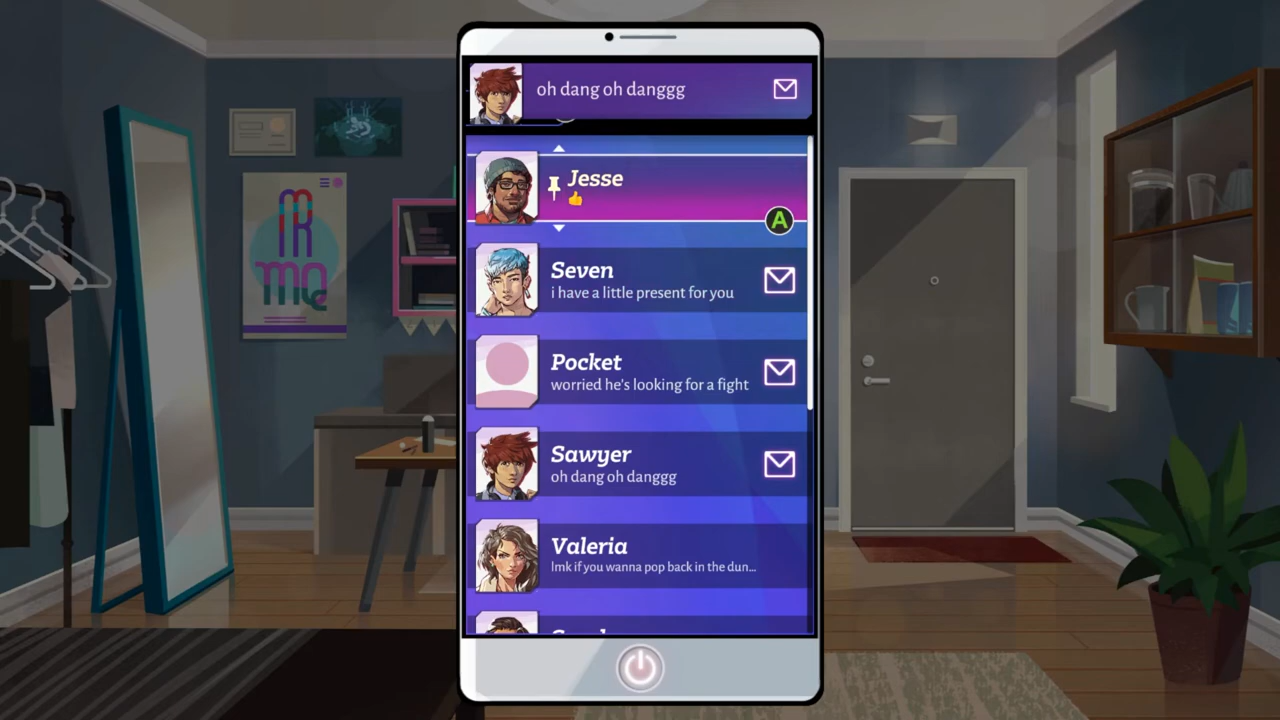 oh dang oh danggg
Jesse
👍
A
Seven
i have a little present for you
Pocket
worried he's looking for a fight
Sawyer
oh dang oh danggg
Valeria
lmk if you wanna pop back in the dun...